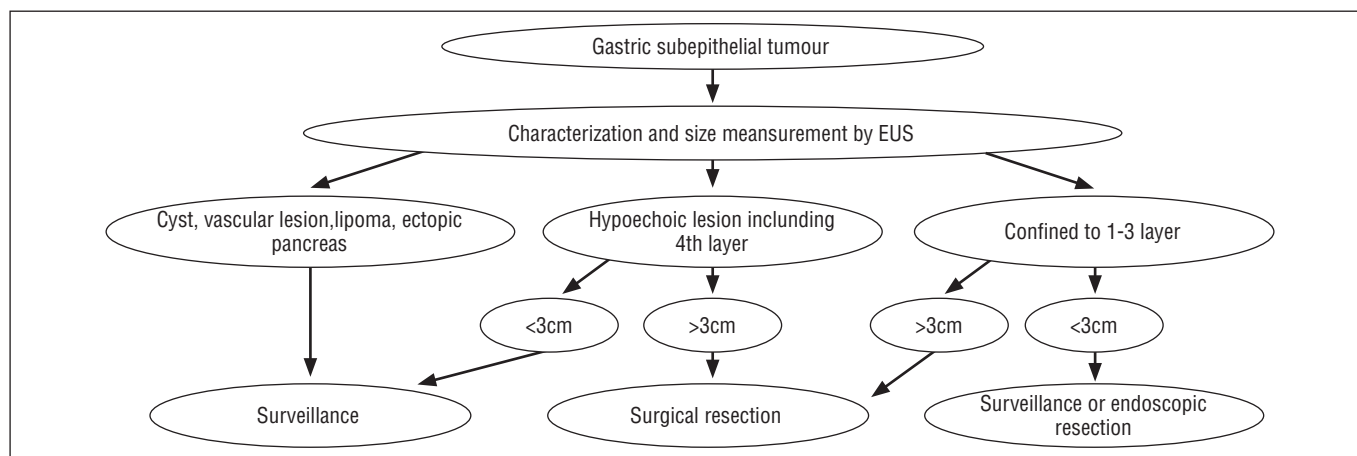 Gastric subepithelial tumour
Characterization and size meansurement by EUS
Cyst, vascular lesion,lipoma, ectopic
pancreas
Hypoechoic lesion inclunding
4th layer
Confined to 1-3 layer
<3cm
>3cm
>3cm
<3cm
Surveillance
Surgical resection
Surveillance or endoscopic
resection